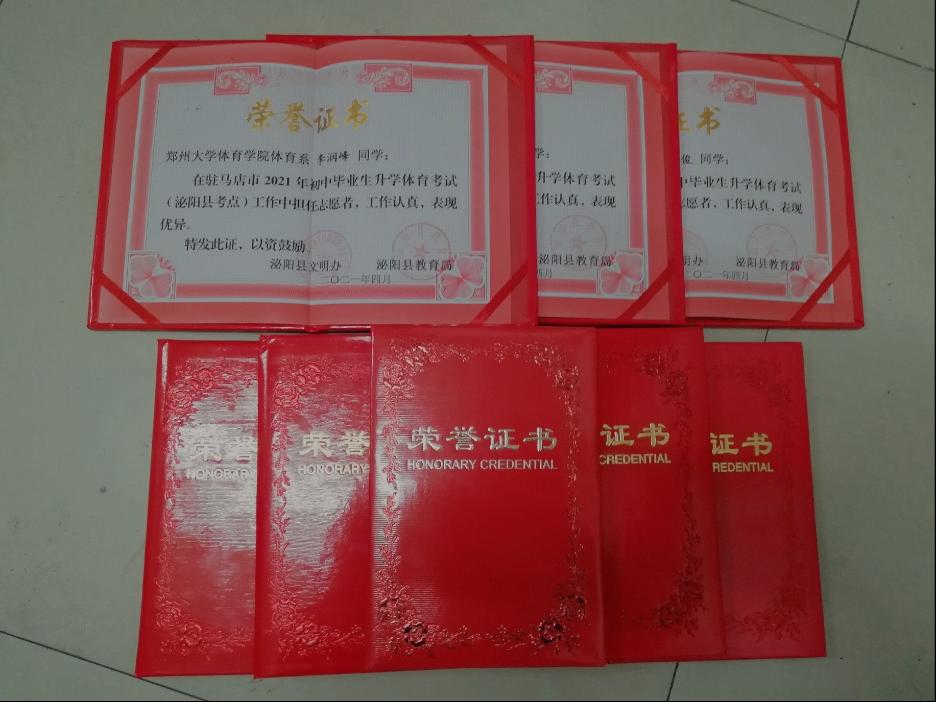 荣誉证书
郑州大学体育学院体育系 李润峰 同学：
在驻马店市 2021 年初中毕业生升学体育考试
（泌阳县考点）工作中担任志愿者，工作认真，表现
优异。
特发此证，以资鼓励。
泌阳县文明办 泌阳县教育局
二〇二一年四月
学：
升学体育考试
工作认真，表现
泌阳县教育局
四月
证书
俊 同学：
中毕业生升学体育考试
志愿者，工作认真，表现
明办 泌阳县教育局
二〇二一年四月
荣誉
HONORARY
荣誉
HONORARY
荣誉证书
HONORARY CREDENTIAL
证书
CREDENTIAL
证书
REDENTIAL